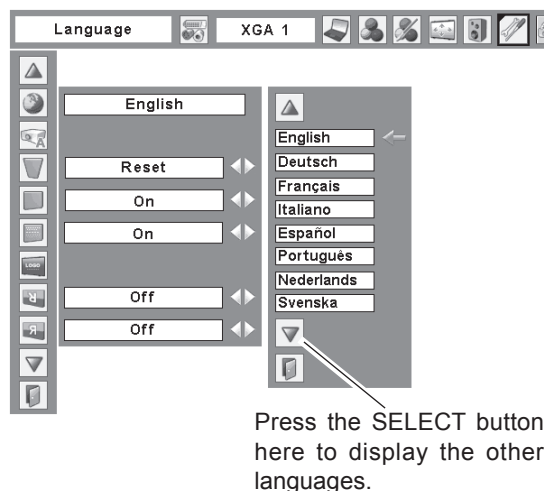 Language
XGA 1
English
Reset
On
On
Off
Off
English
Deutsch
Français
Italiano
Español
Português
Nederlands
Svenska
A
LOGO
R
R
Press the SELECT button
here to display the other
languages.